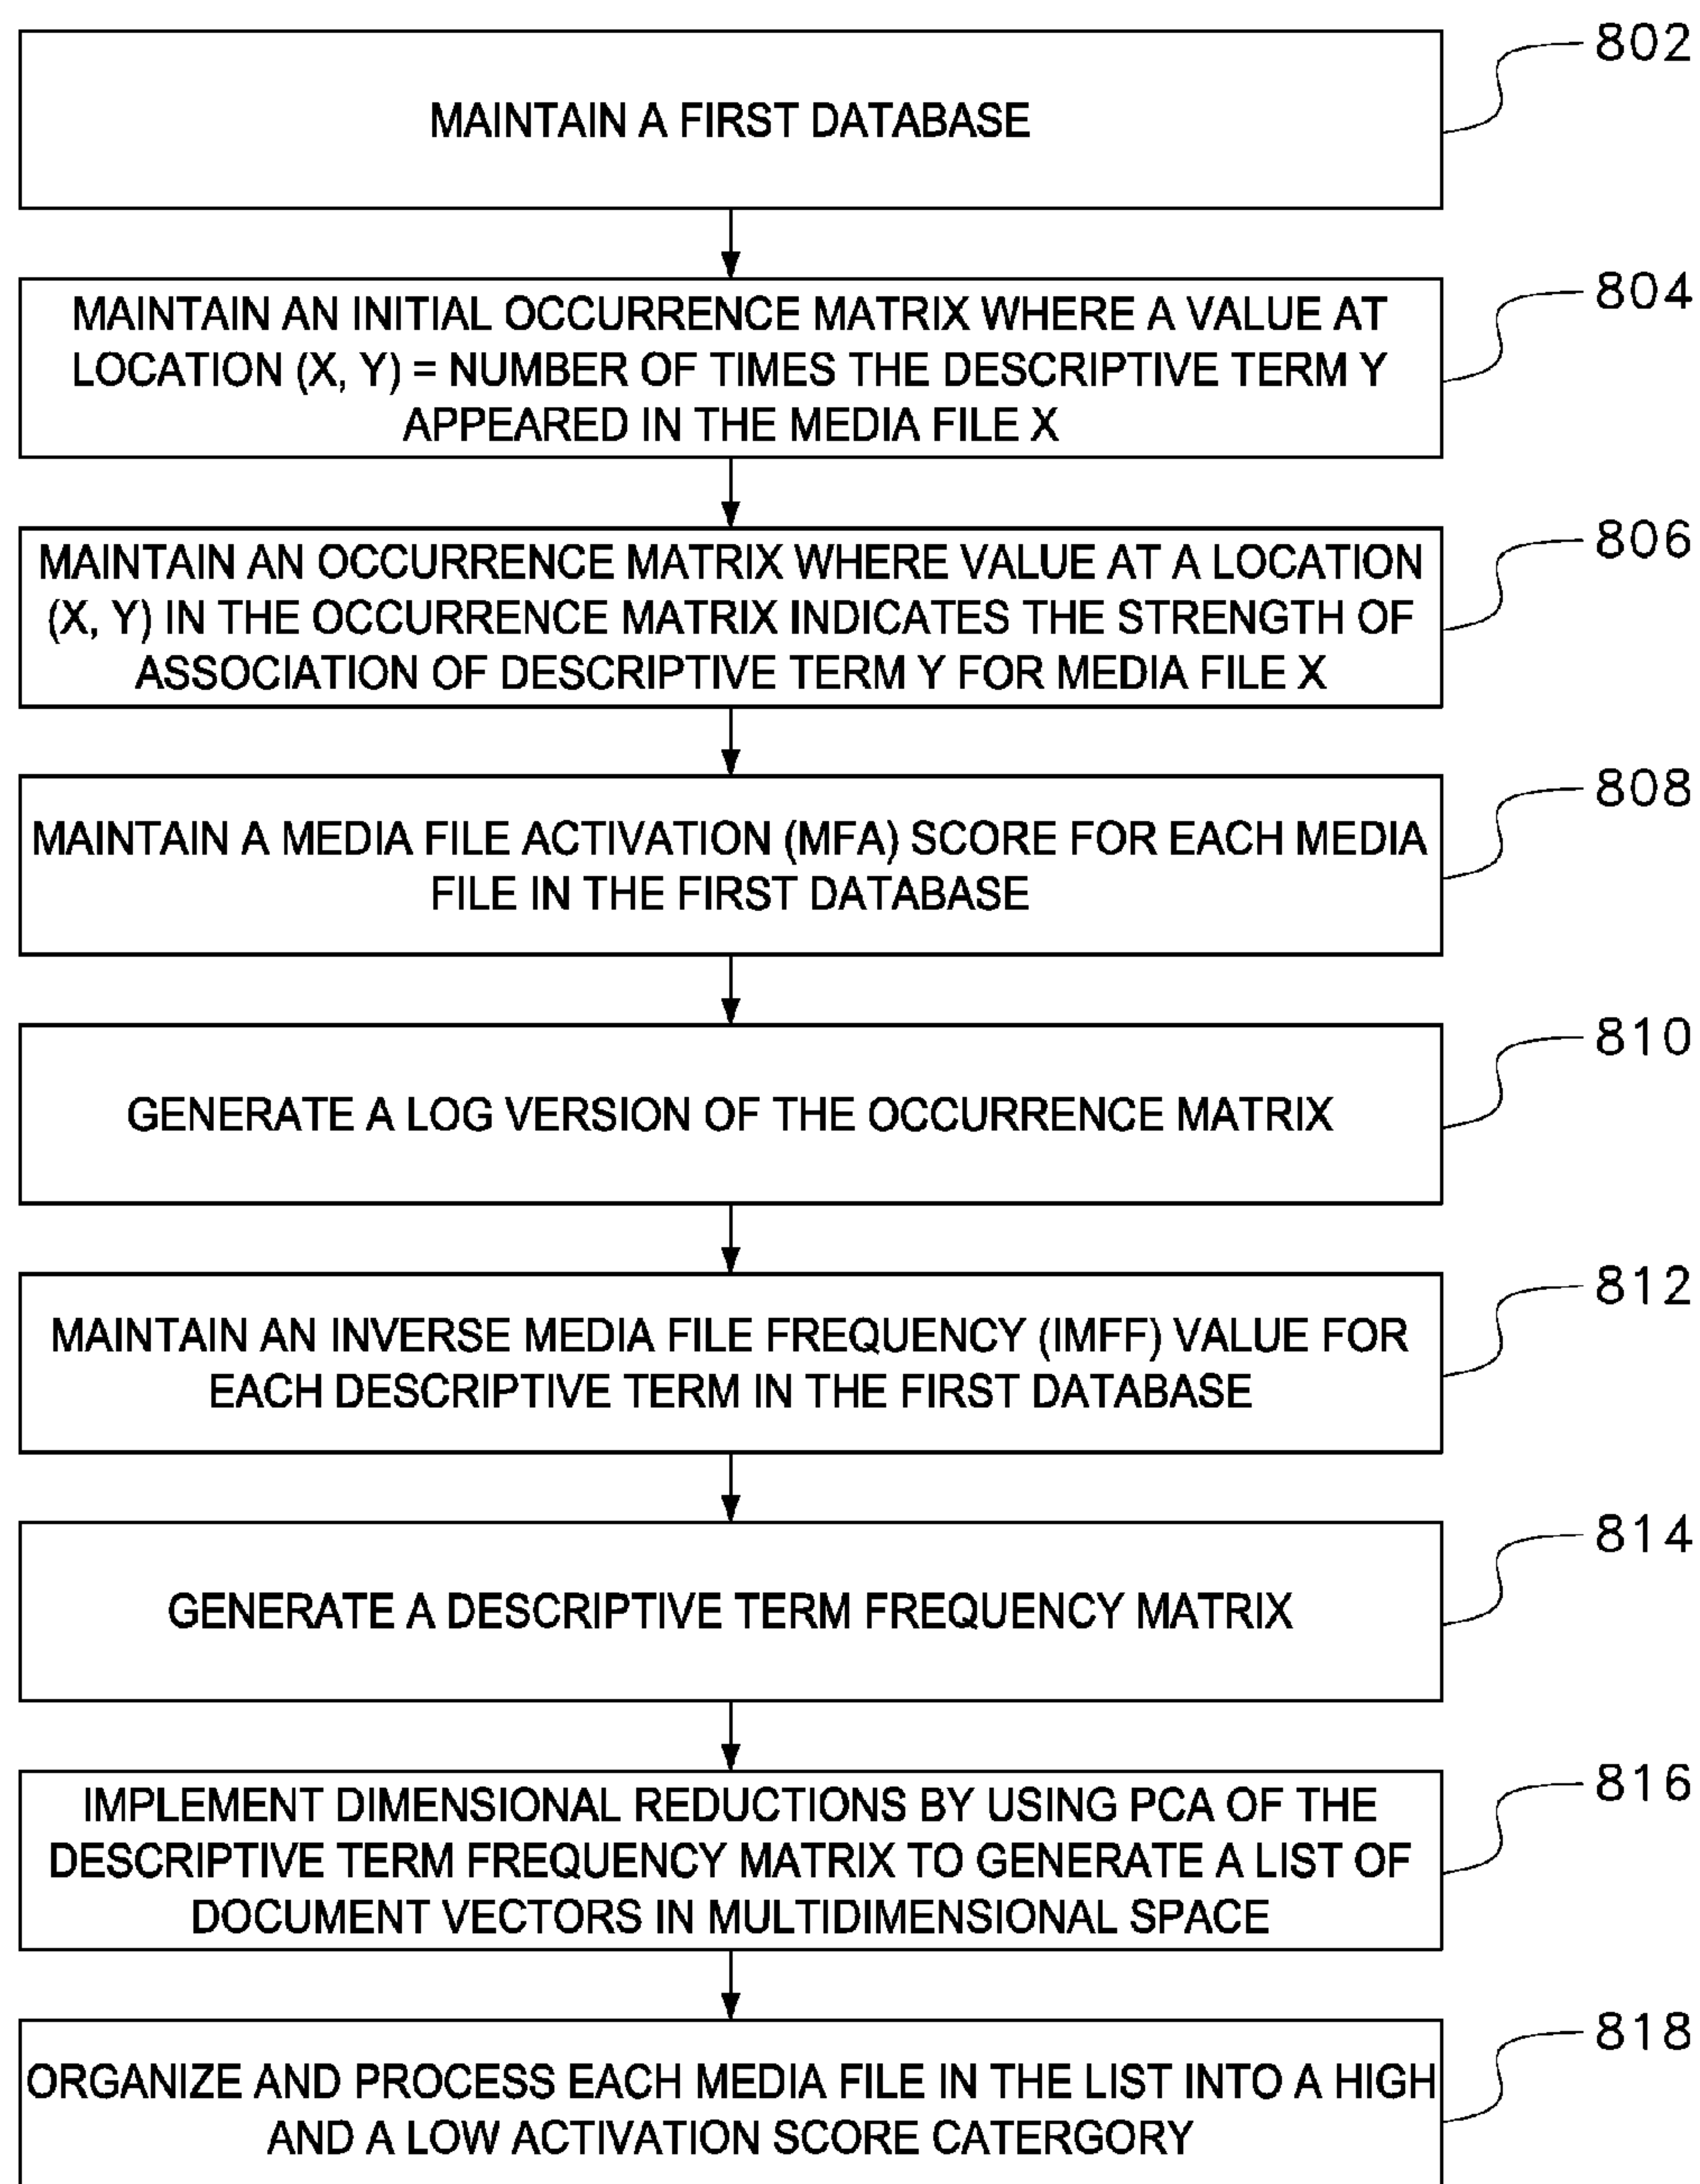 802
MAINTAIN A FIRST DATABASE
804
MAINTAIN AN INITIAL OCCURRENCE MATRIX WHERE A VALUE AT
LOCATION (X, Y) = NUMBER OF TIMES THE DESCRIPTIVE TERM Y
APPEARED IN THE MEDIA FILE X
806
MAINTAIN AN OCCURRENCE MATRIX WHERE VALUE AT A LOCATION
(X, Y) IN THE OCCURRENCE MATRIX INDICATES THE STRENGTH OF
ASSOCIATION OF DESCRIPTIVE TERM Y FOR MEDIA FILE X
808
MAINTAIN A MEDIA FILE ACTIVATION (MFA) SCORE FOR EACH MEDIA
FILE IN THE FIRST DATABASE
810
GENERATE A LOG VERSION OF THE OCCURRENCE MATRIX
812
MAINTAIN AN INVERSE MEDIA FILE FREQUENCY (IMFF) VALUE FOR
EACH DESCRIPTIVE TERM IN THE FIRST DATABASE
814
GENERATE A DESCRIPTIVE TERM FREQUENCY MATRIX
816
IMPLEMENT DIMENSIONAL REDUCTIONS BY USING PCA OF THE
DESCRIPTIVE TERM FREQUENCY MATRIX TO GENERATE A LIST OF
DOCUMENT VECTORS IN MULTIDIMENSIONAL SPACE
818
ORGANIZE AND PROCESS EACH MEDIA FILE IN THE LIST INTO A HIGH
AND A LOW ACTIVATION SCORE CATERGORY